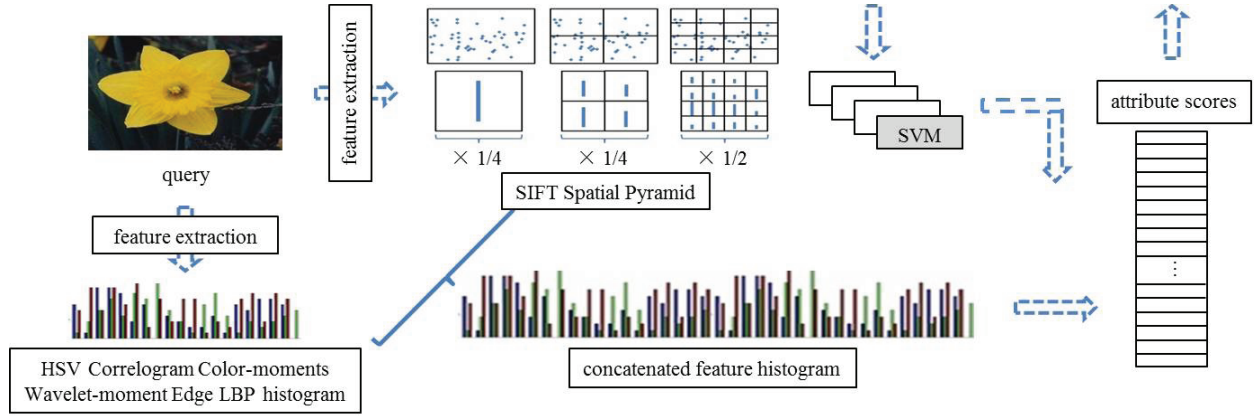 query
feature extraction
feature extraction
× 1/4
× 1/4
× 1/2
SIFT Spatial Pyramid
SVM
attribute scores
⋮
HSV Correlogram Color-moments
Wavelet-moment Edge LBP histogram
concatenated feature histogram